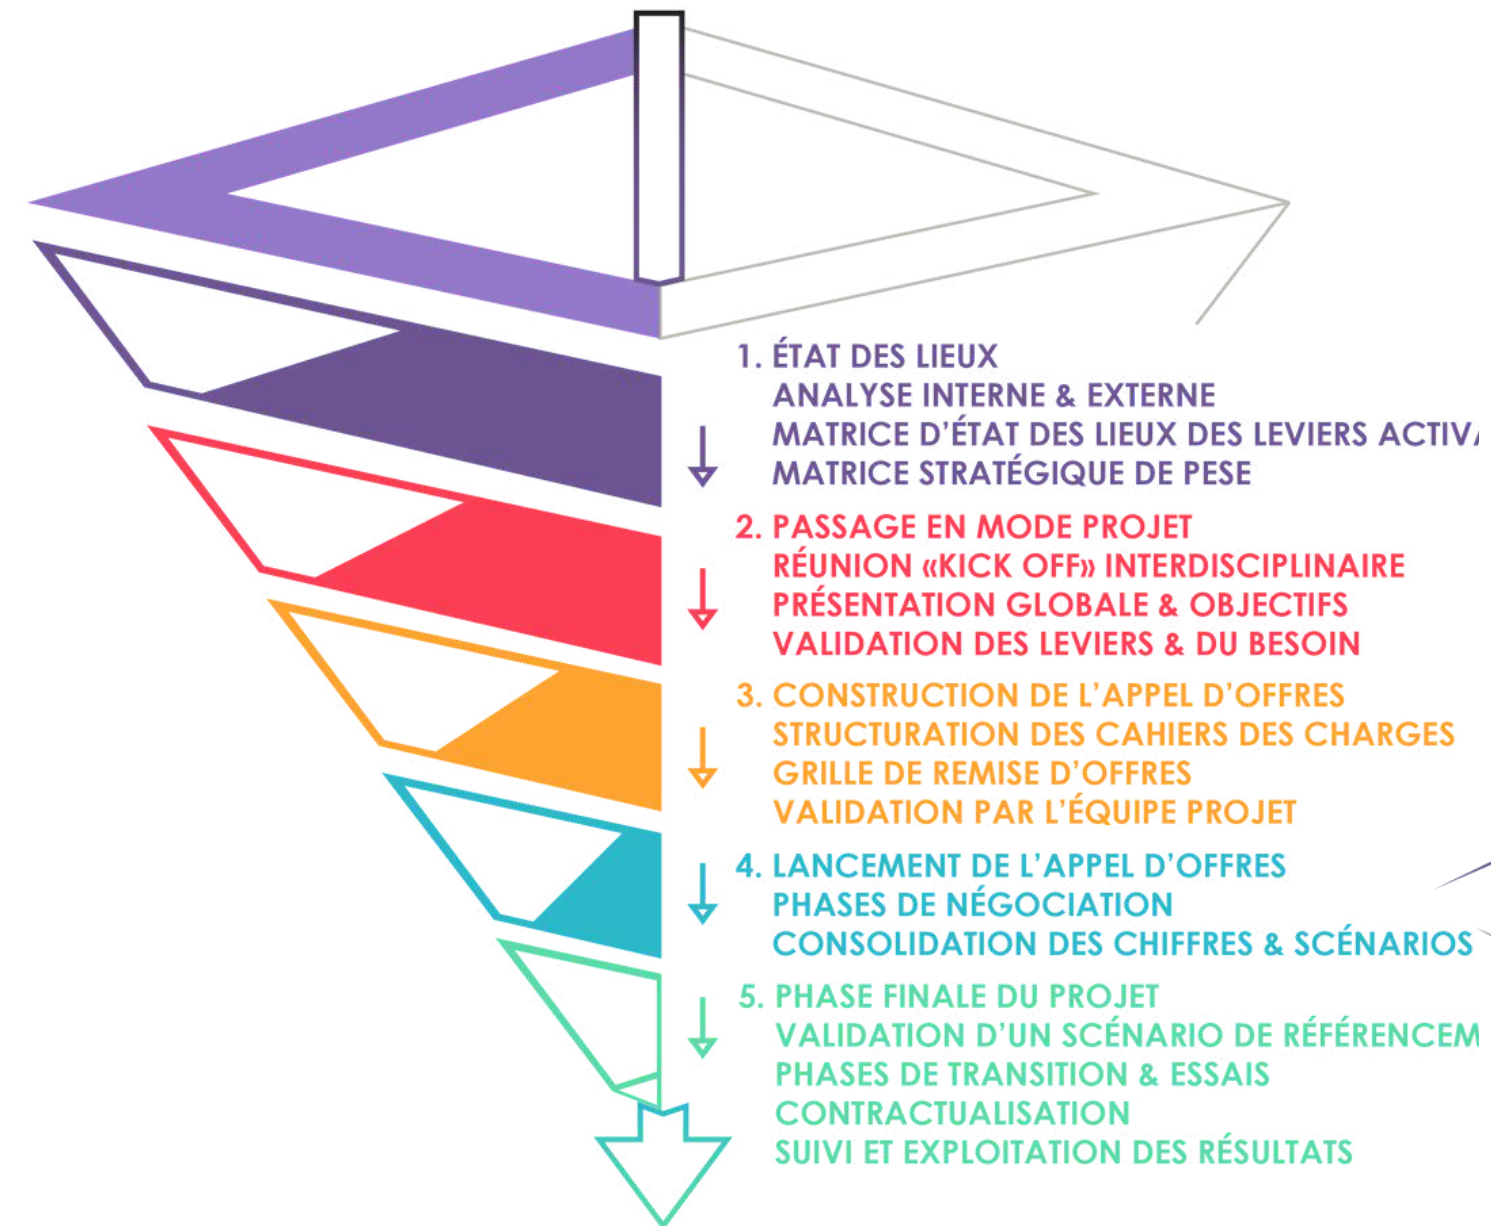 1. ÉTAT DES LIEUX
ANALYSE INTERNE & EXTERNE
MATRICE D'ÉTAT DES LIEUX DES LEVIERS
MATRICE STRATÉGIQUE DE PESE
2. PASSAGE EN MODE PROJET
RÉUNION «KICK OFF» INTERDISCIPLINAIRE
PRÉSENTATION GLOBALE & OBJECTIFS
VALIDATION DES LEVIERS & DU BESOIN
3. CONSTRUCTION DE L'APPEL D'OFFRES
STRUCTURATION DES CAHIERS DES CHARGES
GRILLE DE REMISE D'OFFRES
VALIDATION PAR L'ÉQUIPE PROJET
4. LANCEMENT DE L'APPEL D'OFFRES
PHASES DE NÉGOCIATION
CONSOLIDATION DES CHIFFRES & SCÉNARIOS
5. PHASE FINALE DU PROJET
VALIDATION D'UN SCÉNARIO DE
PHASES DE TRANSITION & ESSAIS
CONTRACTUALISATION
SUIVI ET EXPLOITATION DES RÉSULTATS